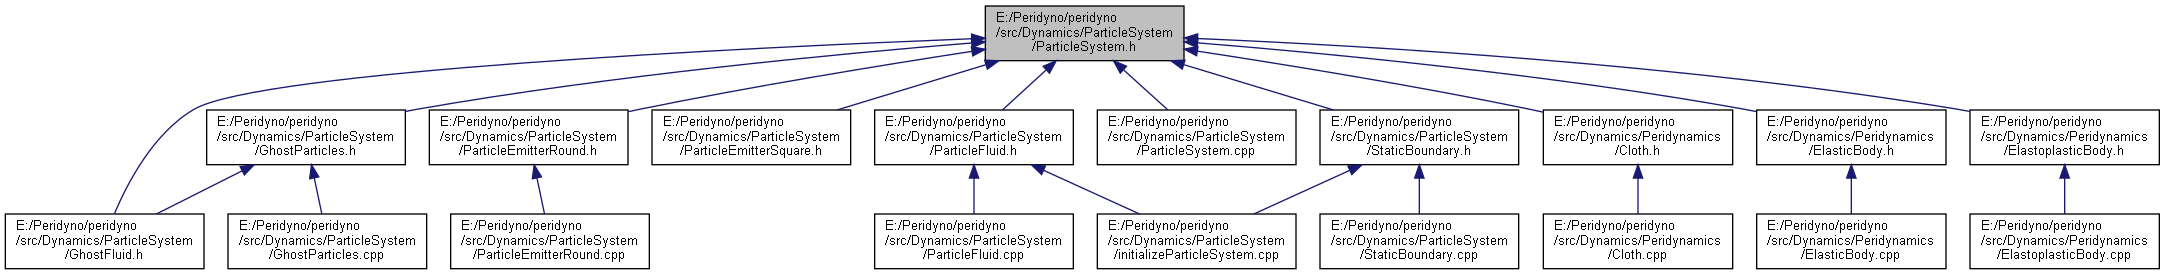 E:/Peridyno/peridyno
/src/Dynamics/ParticleSystem
/ParticleSystem.h
E:/Peridyno/peridyno
/src/Dynamics/ParticleSystem
/GhostParticles.h
E:/Peridyno/peridyno
/src/Dynamics/ParticleSystem
/ParticleEmitterRound.h
E:/Peridyno/peridyno
/src/Dynamics/ParticleSystem
/ParticleEmitterSquare.h
E:/Peridyno/peridyno
/src/Dynamics/ParticleSystem
/ParticleFluid.h
E:/Peridyno/peridyno
/src/Dynamics/ParticleSystem
/ParticleSystem.cpp
E:/Peridyno/peridyno
/src/Dynamics/ParticleSystem
/StaticBoundary.h
E:/Peridyno/peridyno
/src/Dynamics/Peridynamics
/Cloth.h
E:/Peridyno/peridyno
/src/Dynamics/Peridynamics
/ElasticBody.h
E:/Peridyno/peridyno
/src/Dynamics/Peridynamics
/ElastoplasticBody.h
E:/Peridyno/peridyno
/src/Dynamics/ParticleSystem
/GhostFluid.h
E:/Peridyno/peridyno
/src/Dynamics/ParticleSystem
/GhostParticles.cpp
E:/Peridyno/peridyno
/src/Dynamics/ParticleSystem
/ParticleEmitterRound.cpp
E:/Peridyno/peridyno
/src/Dynamics/ParticleSystem
/ParticleFluid.cpp
E:/Peridyno/peridyno
/src/Dynamics/ParticleSystem
/initializeParticleSystem.cpp
E:/Peridyno/peridyno
/src/Dynamics/ParticleSystem
/StaticBoundary.cpp
E:/Peridyno/peridyno
/src/Dynamics/Peridynamics
/Cloth.cpp
E:/Peridyno/peridyno
/src/Dynamics/Peridynamics
/ElasticBody.cpp
E:/Peridyno/peridyno
/src/Dynamics/Peridynamics
/ElastoplasticBody.cpp